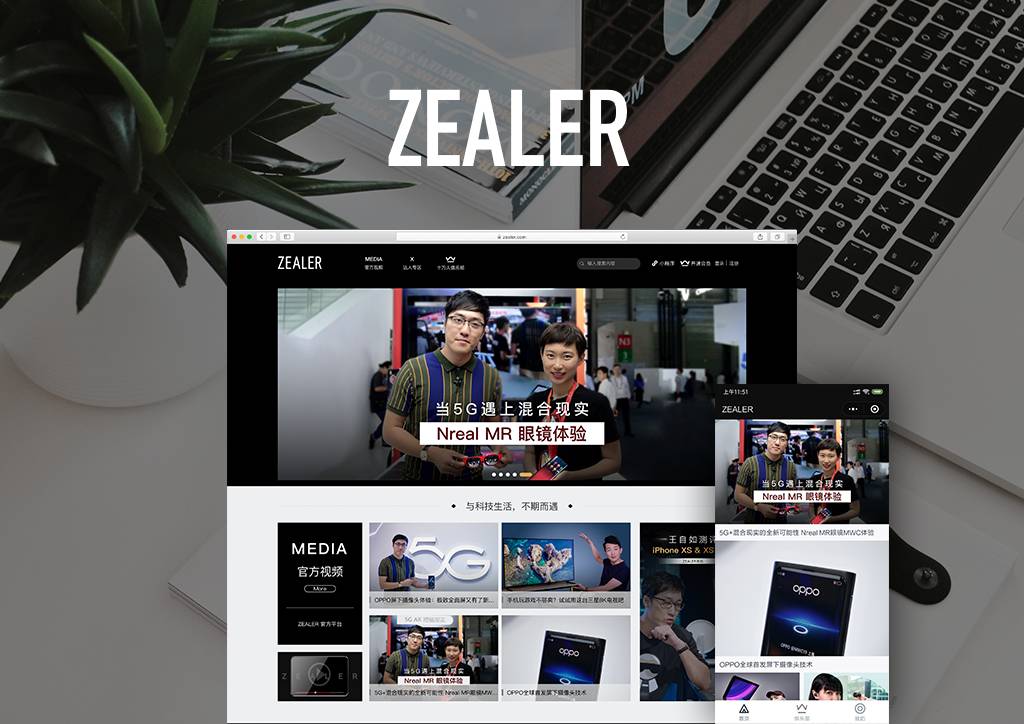 ZEALER
zealer.com
ZEALER
MEDIA
官方视频
X
达人专区
十万人俱乐部
输入搜索内容
小程序
开通会员
登录 | 注册
N3
当5G遇上混合现实
Nreal MR 眼镜体验
与科技生活，不期而遇
MEDIA
官方视频
More
ZEALER 官方平台
ZEALER
5G
OPPO屏下摄像头体验：极致全面屏又有了新...
手机玩游戏不够爽？试试用这台三星8K电视吧
当5G遇上混合现实
Nreal MR 眼镜体验
5G+混合现实的全新可能性 Nreal MR眼镜MW...
oppo
OPPO全球首发屏下摄像头技术
王自如测评
iPhone XS & XS
上午11:51
ZEALER
当5G遇上混合现实
Nreal MR 眼镜体验
5G+混合现实的全新可能性 Nreal MR眼镜MWC体验
oppo
OPPO全球首发屏下摄像头技术
首页
俱乐部
我的